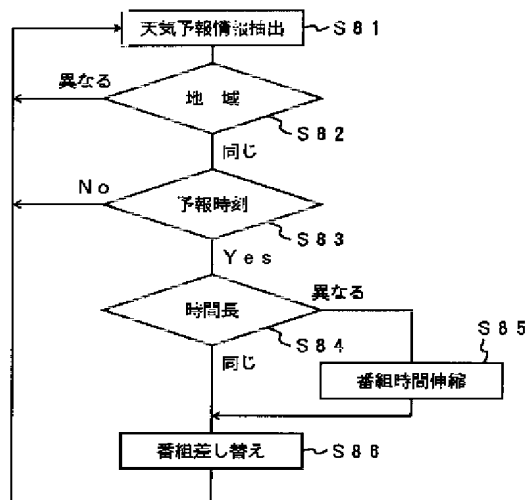 天気予報情報抽出
S81
異なる
地 域
S82
同じ
No
予報時刻
S83
Yes
時間長
異なる
S84
S85
同じ
番組時間伸縮
番組差し替え
S86